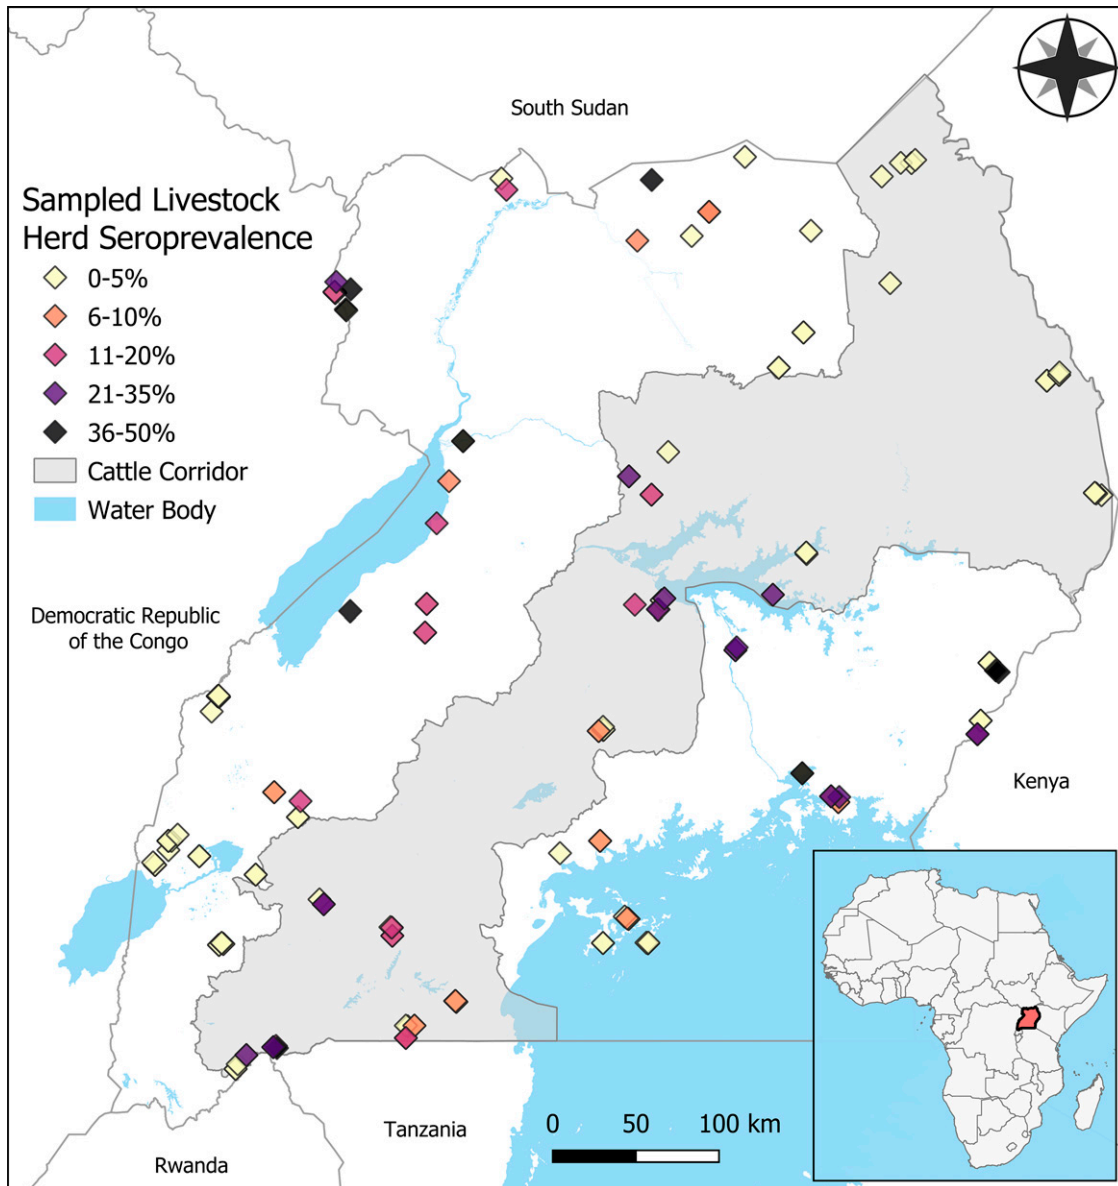 South Sudan
Sampled Livestock
Herd Seroprevalence
0-5%
6-10%
11-20%
21-35%
36-50%
Cattle Corridor
Water Body
Democratic Republic
of the Congo
Kenya
Tanzania
Rwanda
0 50 100 km